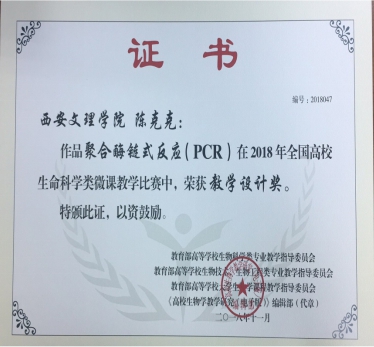 证书
编号：2018047
西安文理学院 陈克克：
作品聚合酶链式反应（PCR）在2018年全国高校
生命科学类微课教学比赛中，荣获教学设计奖。
特颁此证，以资鼓励。
教育部高等学校生物科学类专业教学指导委员会
教育部高等学校生物技术、生物工程类专业教学指导委员会
教育部高等学校大学生物学课程教学指导委员会
《高校生物学教学研究（电子版）》编辑部（代章）
二〇一八年十一月